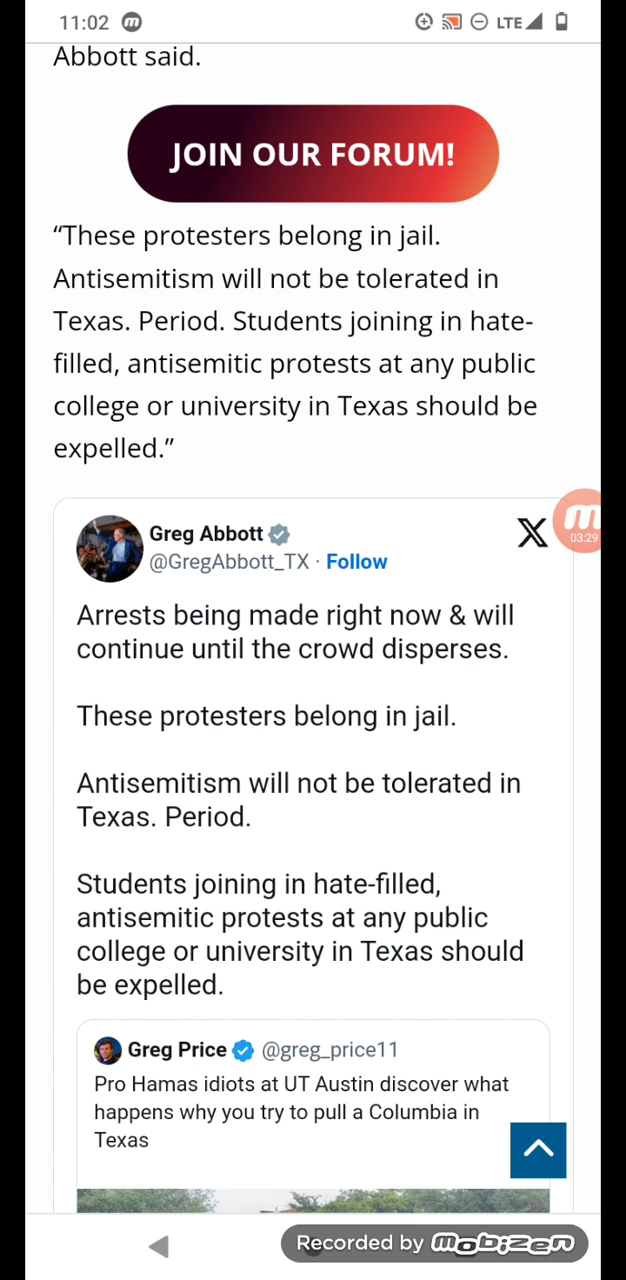 11:02
LTE
Abbott said.
JOIN OUR FORUM!
“These protesters belong in jail.
Antisemitism will not be tolerated in
Texas. Period. Students joining in hate-
filled, antisemitic protests at any public
college or university in Texas should be
expelled.”
Greg Abbott
@GregAbbott_TX · Follow
03:29
Arrests being made right now & will
continue until the crowd disperses.
These protesters belong in jail.
Antisemitism will not be tolerated in
Texas. Period.
Students joining in hate-filled,
antisemitic protests at any public
college or university in Texas should
be expelled.
Greg Price @greg_price11
Pro Hamas idiots at UT Austin discover what
happens why you try to pull a Columbia in
Texas
Recorded by mobizen